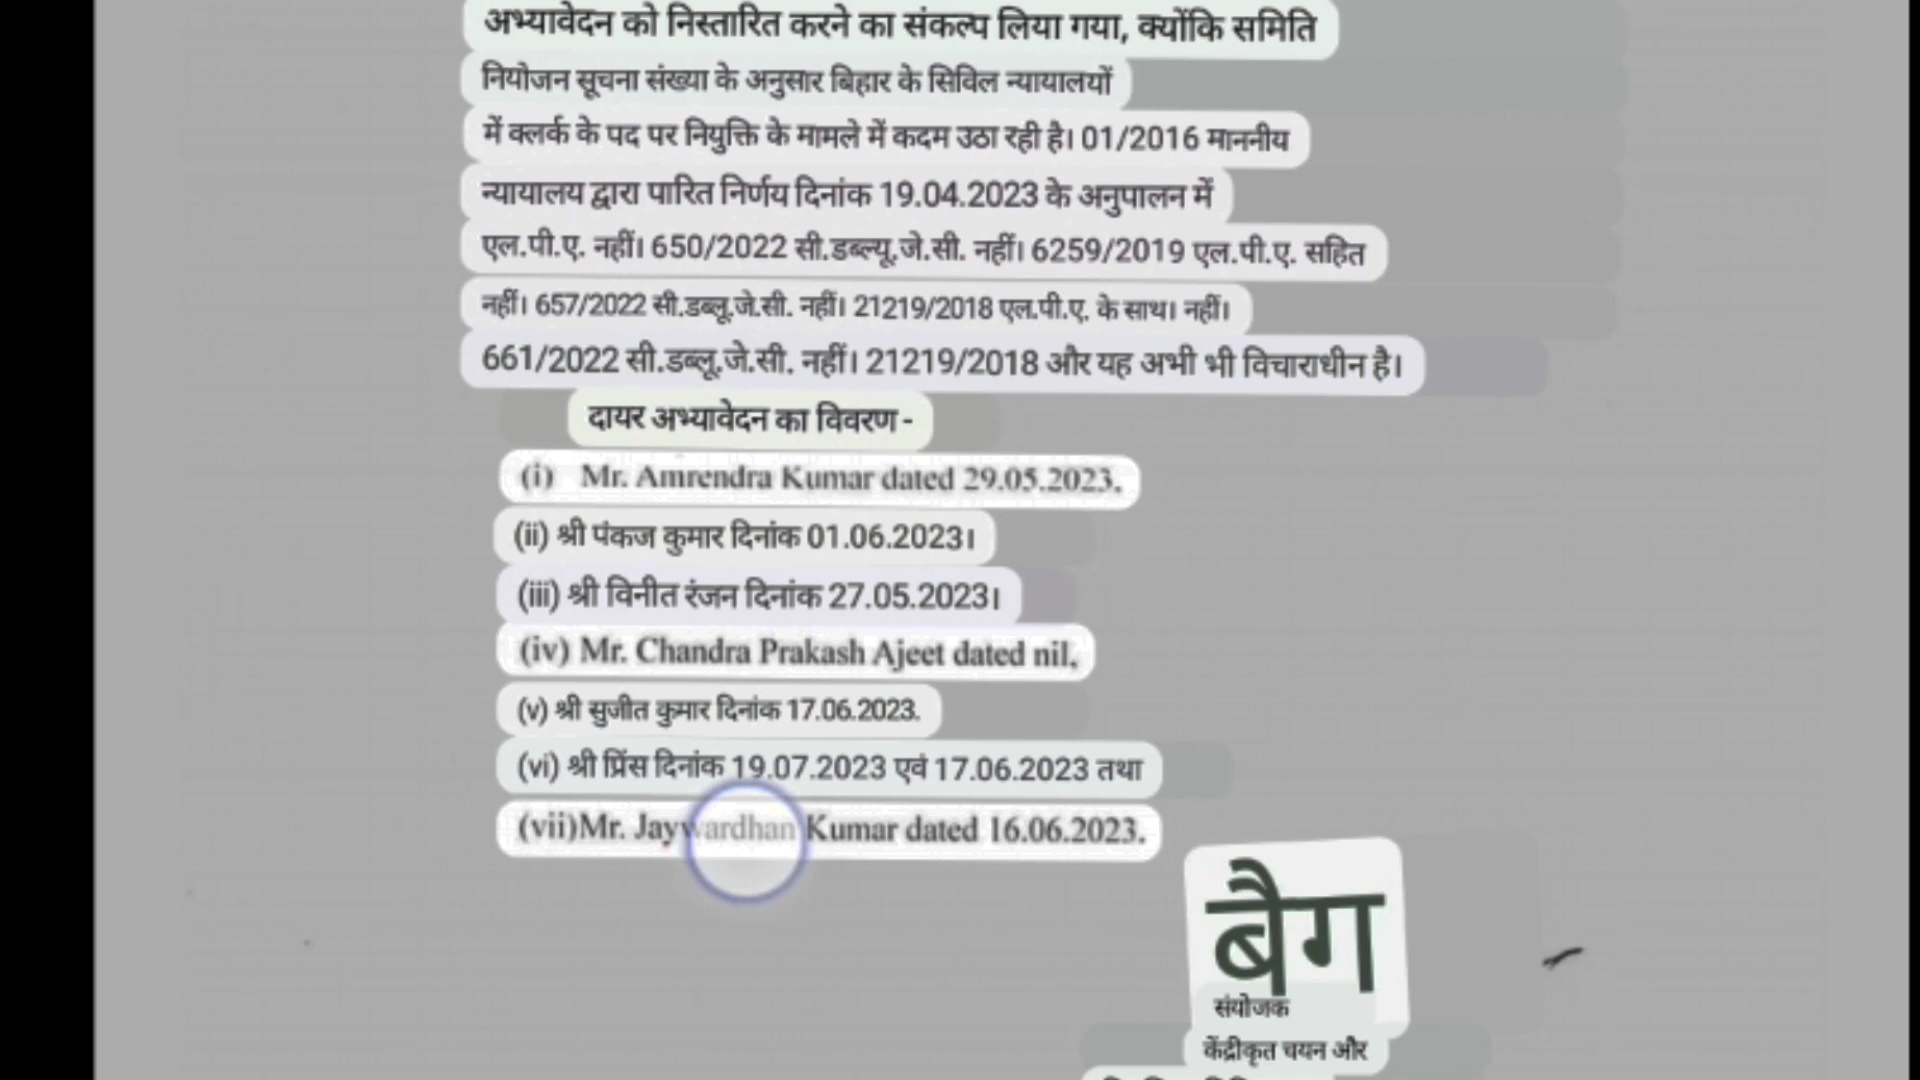 अभ्यावेदन को निस्तारित करने का संकल्प लिया गया, क्योंकि समिति
नियोजन सूचना संख्या के अनुसार बिहार के सिविल न्यायालयों
में क्लर्क के पद पर नियुक्ति के मामले में कदम उठा रही है। 01/2016 माननीय
न्यायालय द्वारा पारित निर्णय दिनांक 19.04.2023 के अनुपालन में
एल.पी.ए. नहीं। 650/2022 सी.डब्ल्यू.जे.सी. नहीं। 6259/2019 एल.पी.ए. सहित
नहीं। 657/2022 सी.डब्लू.जे.सी. नहीं। 21219/2018 एल.पी.ए. के साथ। नहीं।
661/2022 सी.डब्लू.जे.सी. नहीं। 21219/2018 और यह अभी भी विचाराधीन है।
दायर अभ्यावेदन का विवरण -
(i) Mr. Amrendra Kumar dated 29.05.2023.
(ii) श्री पंकज कुमार दिनांक 01.06.2023।
(iii) श्री विनीत रंजन दिनांक 27.05.2023।
(iv) Mr. Chandra Prakash Ajeet dated nil.
(v) श्री सुजीत कुमार दिनांक 17.06.2023.
(vi) श्री प्रिंस दिनांक 19.07.2023 एवं 17.06.2023 तथा
(vii)Mr. Jaywardhan Kumar dated 16.06.2023.
बैग
संयोजक
केंद्रीकृत चयन और